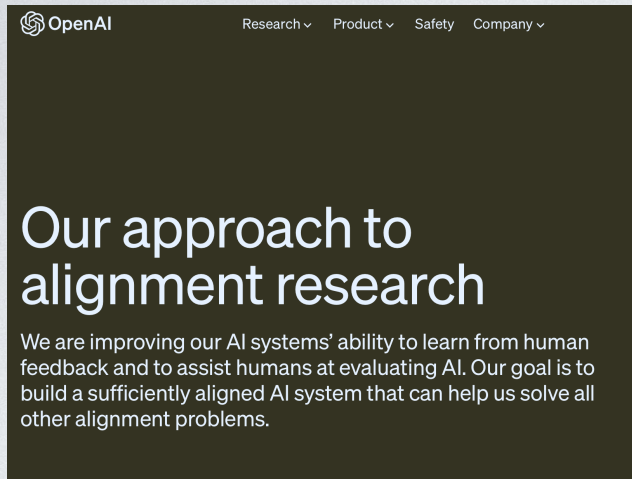 OpenAI Research Product Safety Company
Our approach to
alignment research
We are improving our AI systems’ ability to learn from human
feedback and to assist humans at evaluating AI. Our goal is to
build a sufficiently aligned AI system that can help us solve all
other alignment problems.